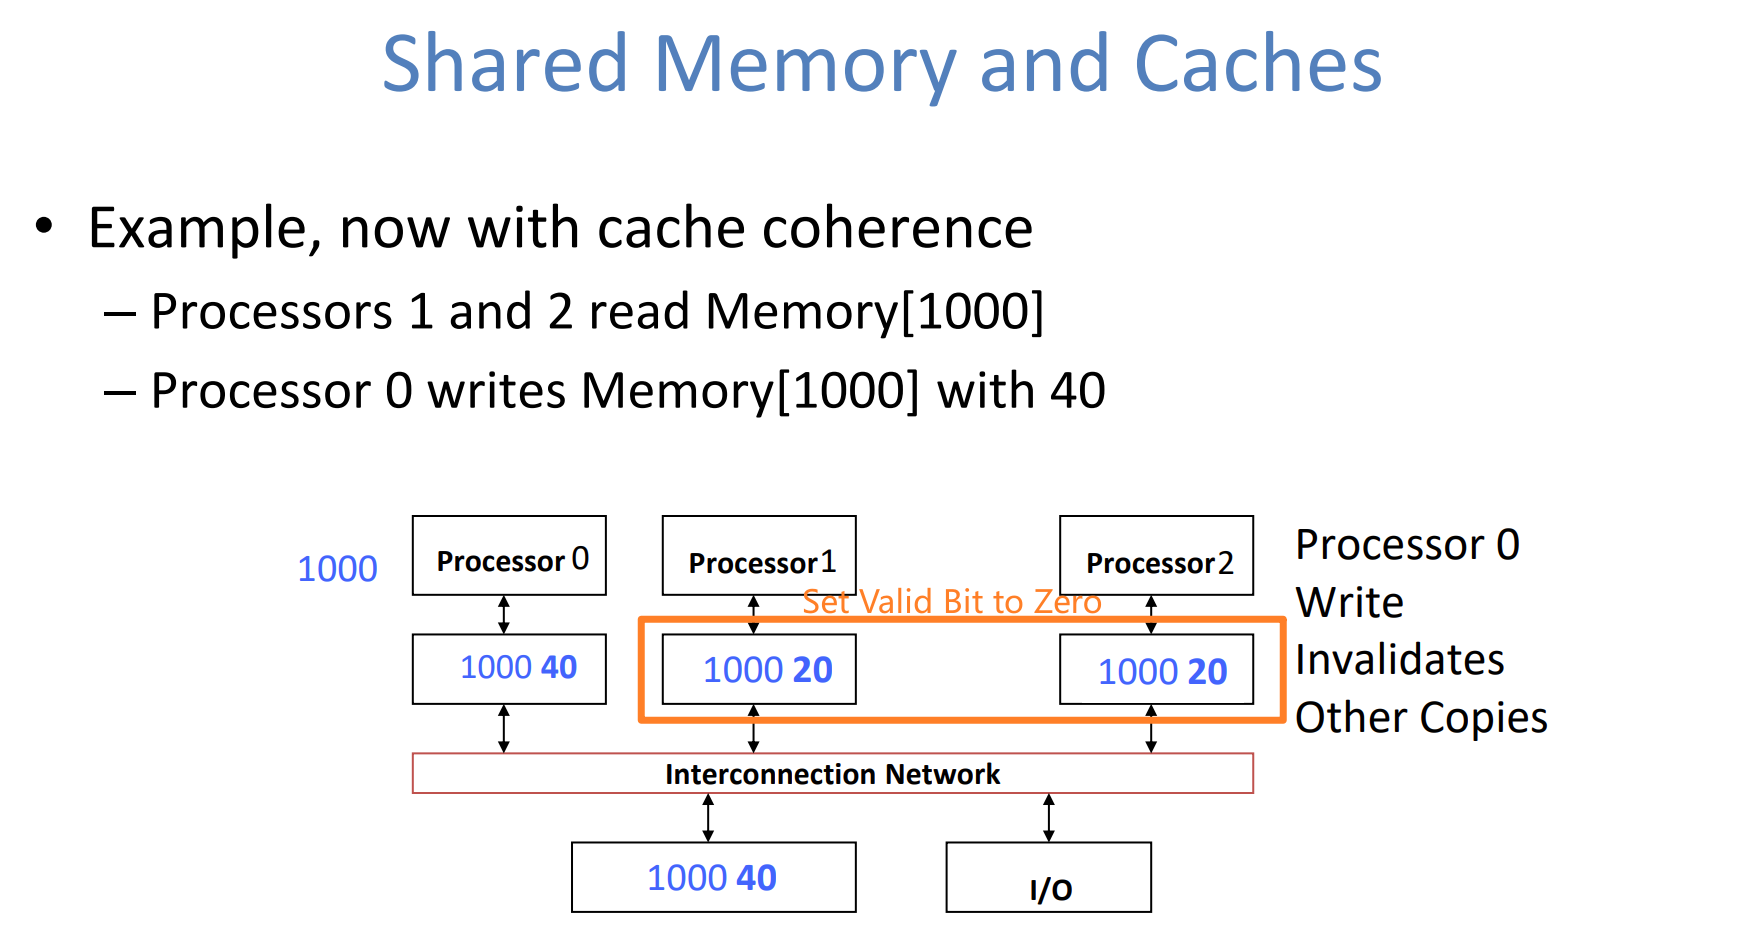 Shared Memory and Caches
• Example, now with cache coherence
– Processors 1 and 2 read Memory[1000]
– Processor 0 writes Memory[1000] with 40
1000
Processor 0
Processor 1
Processor 2
Set Valid Bit to Zero
1000 40
1000 20
1000 20
Processor 0
Write
Invalidates
Other Copies
Interconnection Network
1000 40
I/O